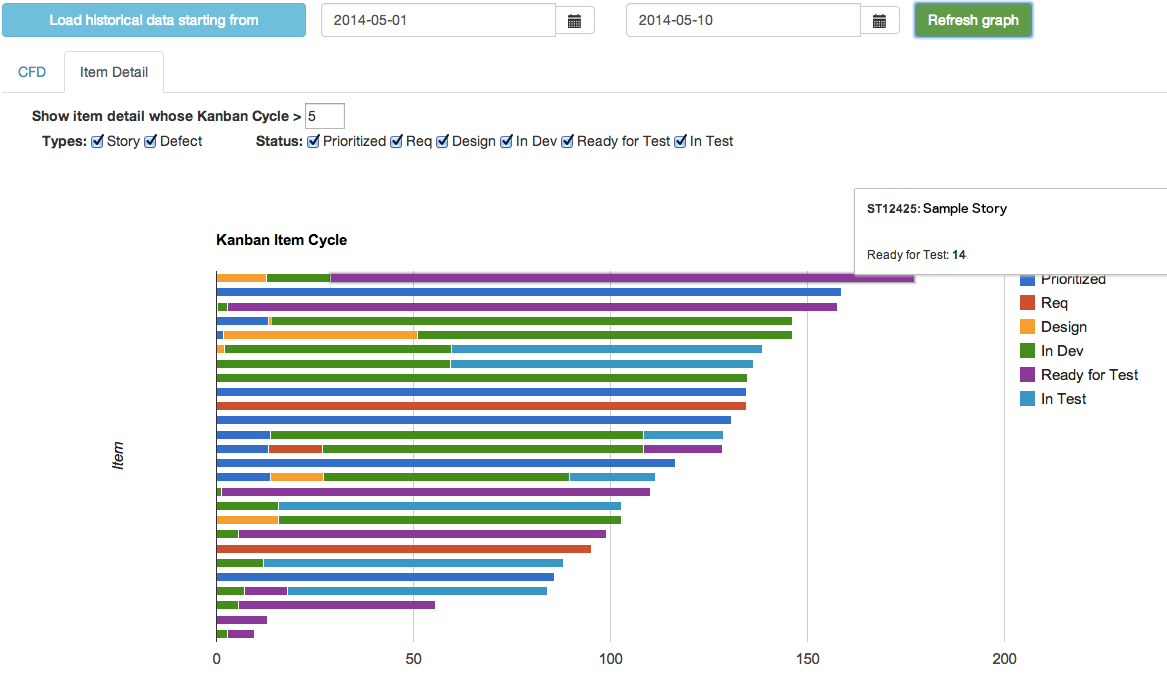 Load historical data starting from 2014-05-01 2014-05-10 Refresh graph
CFD Item Detail
Show item detail whose Kanban Cycle > 5
Types: Story Defect Status: Prioritized Req Design In Dev Ready for Test In Test
ST12425: Sample Story
Kanban Item Cycle
Ready for Test: 14
Prioritized
Req
Design
In Dev
Ready for Test
In Test
Item
0 50 100 150 200